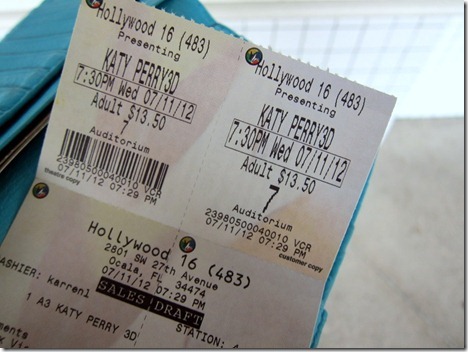 Hollywood 16 (483)
Presenting
KATY PERRY3D
7:30PM Wed 07/11/12
Adult $13.50
7
Auditorium
23980500040010 VCR
07/11/12 07:29 PM
theatre copy
Hollywood 16 (483)
Presenting
KATY PERRY3D
7:30PM Wed 07/11/12
Adult $13.50
7
Auditorium
23980500040010 VCR
07/11/12 07:29 PM
customer copy
Hollywood 16 (483)
2801 SW 27th Avenue
Ocala, FL 34474
07/11/12 07:29 PM
ASHIER: karrenl
SALES DRAFT
1 A3 KATY PERRY 3D
STATION: A
ments